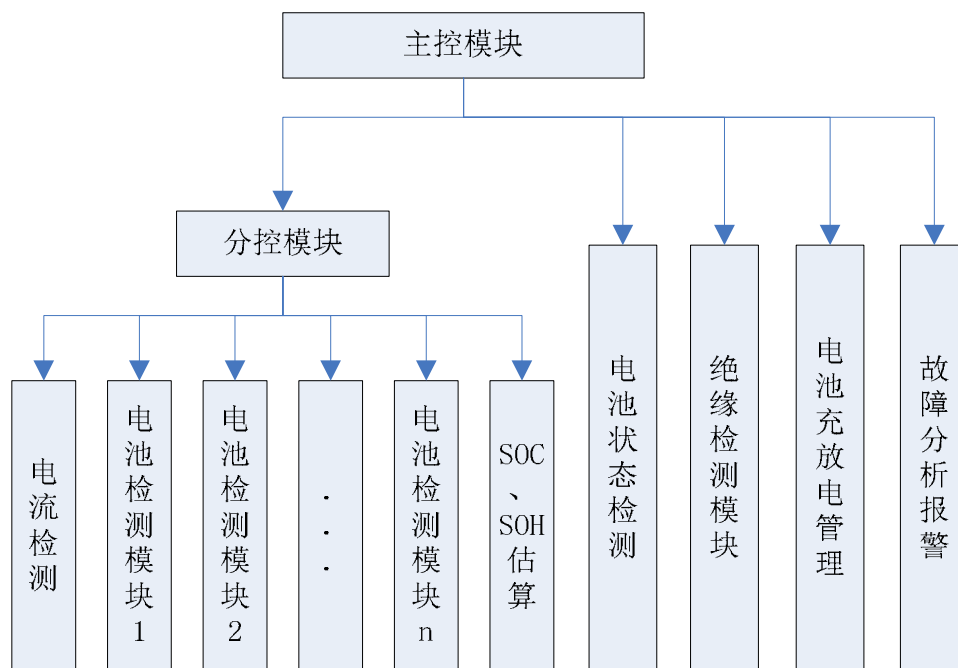 主控模块
分控模块
电流检测
电池检测模块1
电池检测模块2
...
电池检测模块n
SOC、SOH估算
电池状态检测
绝缘检测模块
电池充放电管理
故障分析报警